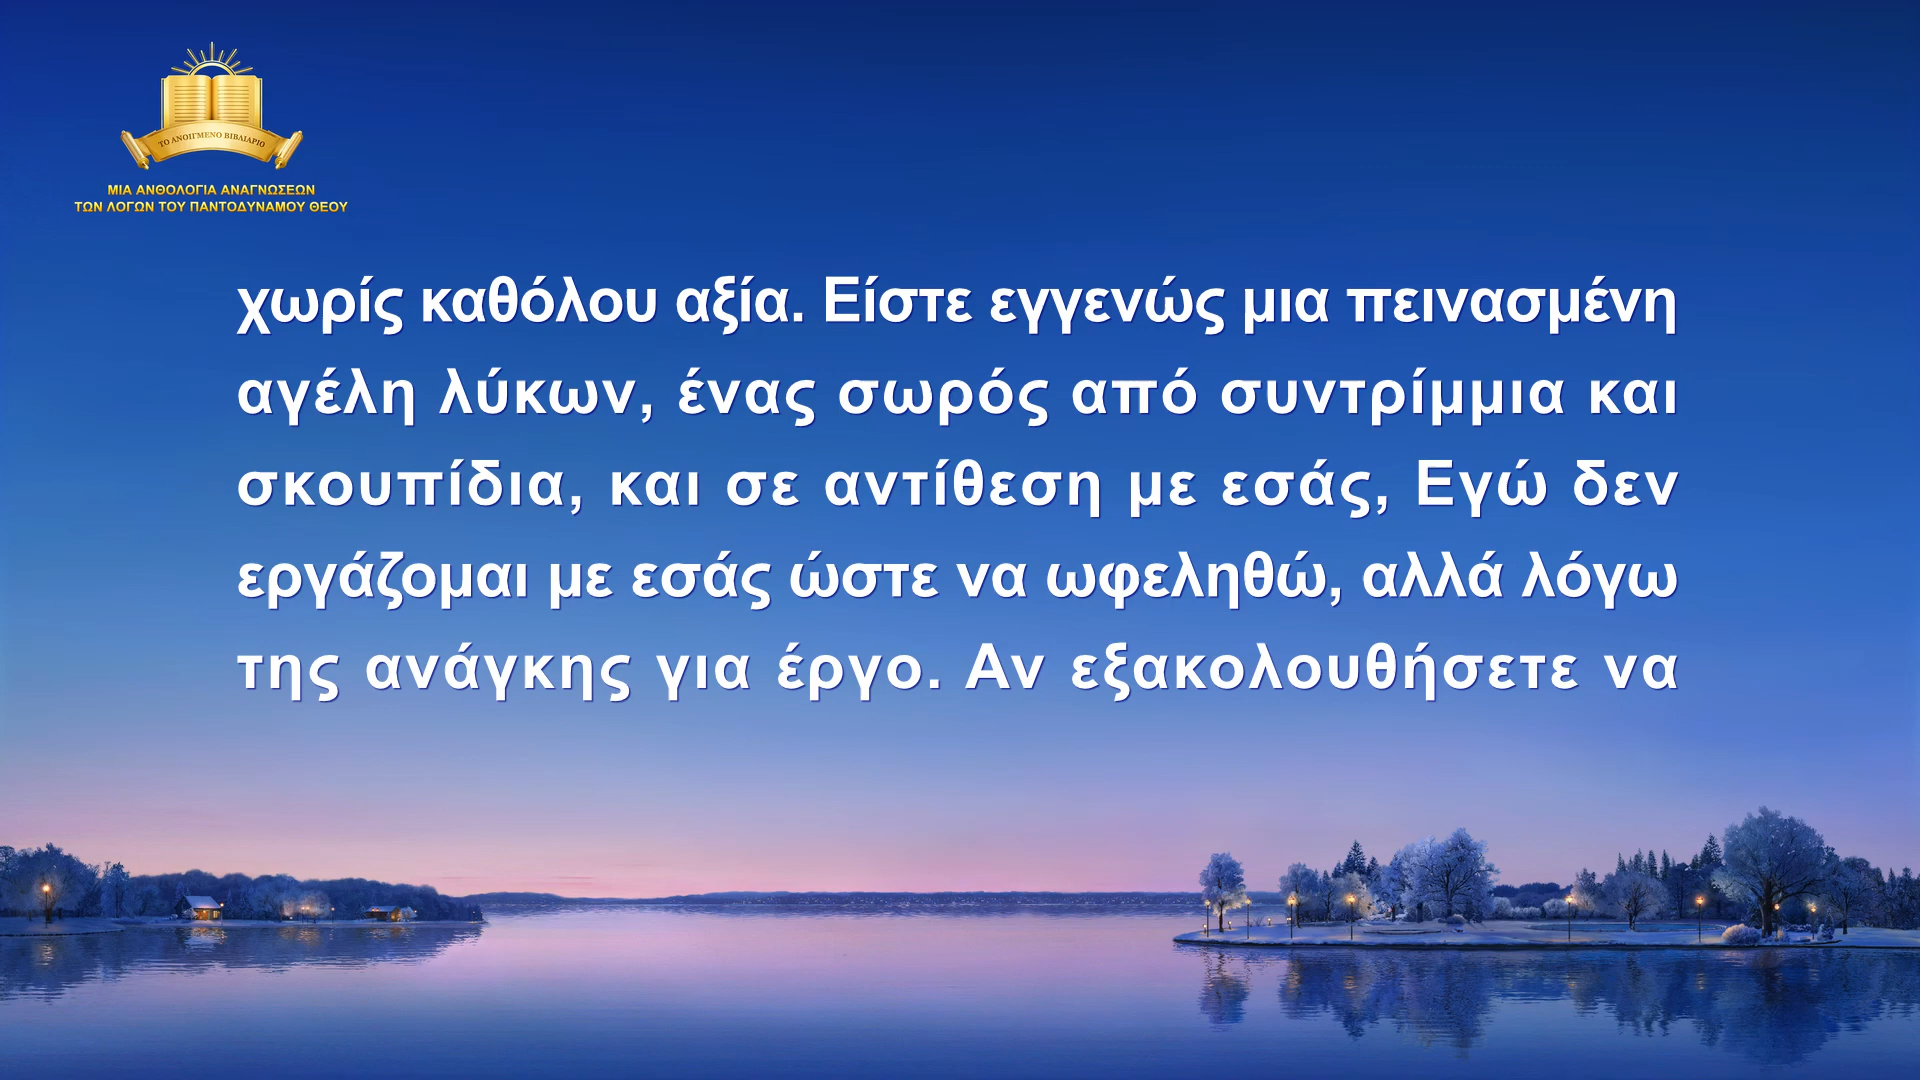 ΤΟ ΑΝΟΙΓΜΕΝΟ ΒΙΒΛΙΑΡΙΟ
ΜΙΑ ΑΝΘΟΛΟΓΙΑ ΑΝΑΓΝΩΣΕΩΝ
ΤΩΝ ΛΟΓΩΝ ΤΟΥ ΠΑΝΤΟΔΥΝΑΜΟΥ ΘΕΟΥ
χωρίς καθόλου αξία. Είστε εγγενώς μια πεινασμένη
αγέλη λύκων, ένας σωρός από συντρίμμια και
σκουπίδια, και σε αντίθεση με εσάς, Εγώ δεν
εργάζομαι με εσάς ώστε να ωφεληθώ, αλλά λόγω
της ανάγκης για έργο. Αν εξακολουθήσετε να